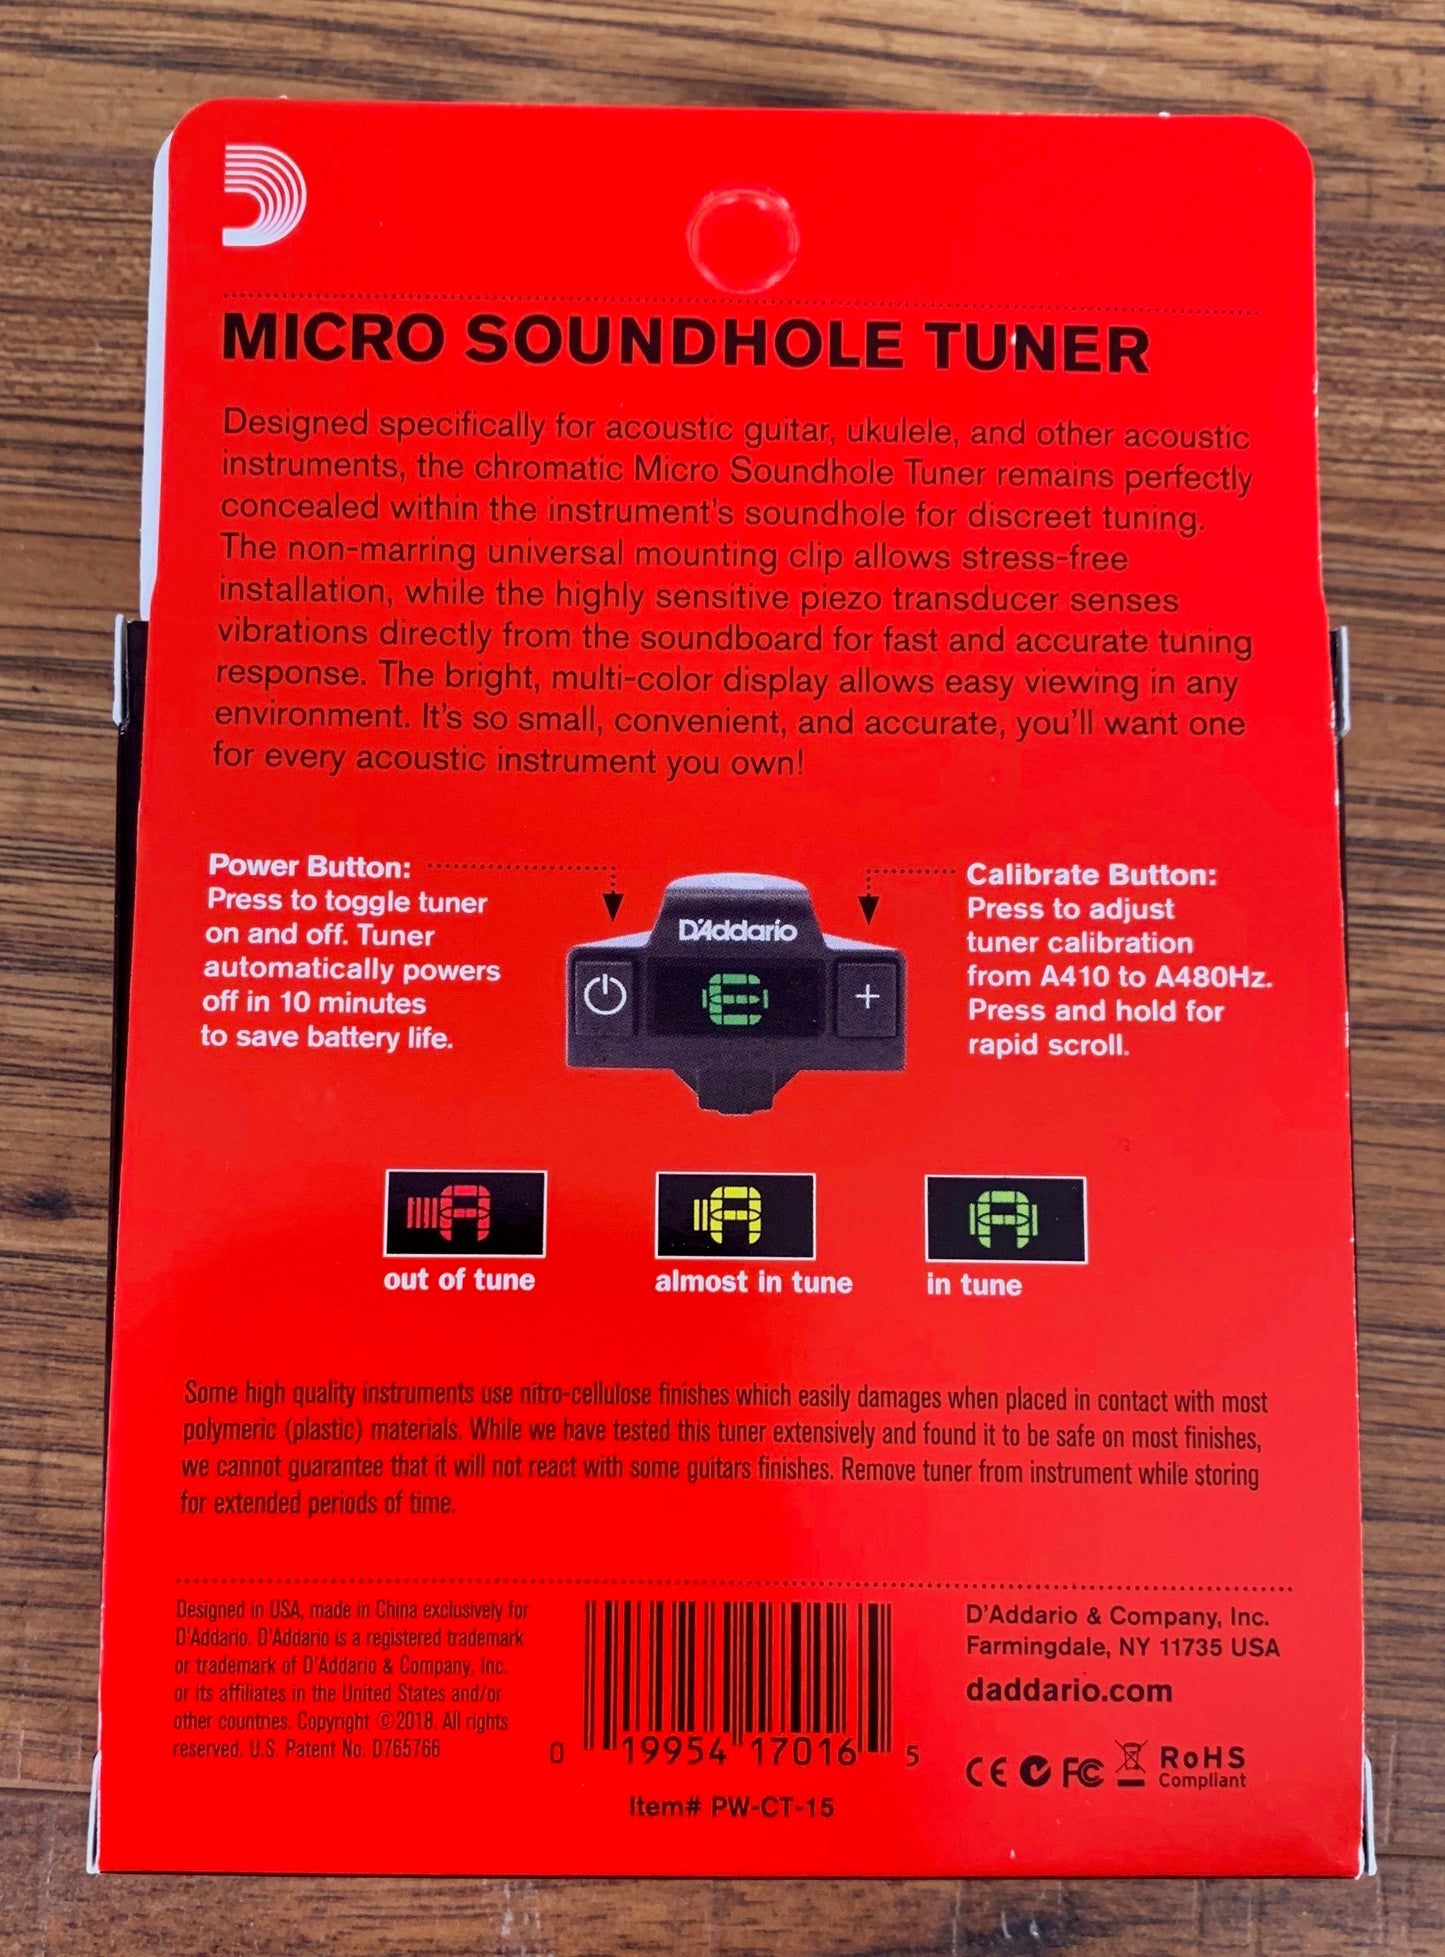 MICRO SOUNDHOLE TUNER
Designed specifically for acoustic guitar, ukulele, and other acoustic
instruments, the chromatic Micro Soundhole Tuner remains perfectly
concealed within the instrument's soundhole for discreet tuning.
The non-marring universal mounting clip allows stress-free
installation, while the highly sensitive piezo transducer senses
vibrations directly from the soundboard for fast and accurate tuning
response. The bright, multi-color display allows easy viewing in any
environment. It's so small, convenient, and accurate, you'll want one
for every acoustic instrument you own!
Power Button:
Press to toggle tuner
on and off. Tuner
automatically powers
off in 10 minutes
to save battery life.
D'Addario
E
+
Calibrate Button:
Press to adjust
tuner calibration
from A410 to A480Hz.
Press and hold for
rapid scroll.
A
out of tune
A
almost in tune
A
in tune
Some high quality instruments use nitro-cellulose finishes which easily damages when placed in contact with most
polymeric (plastic) materials. While we have tested this tuner extensively and found it to be safe on most finishes,
we cannot guarantee that it will not react with some guitars finishes. Remove tuner from instrument while storing
for extended periods of time.
Designed in USA, made in China exclusively for
D'Addario. D'Addario is a registered trademark
or trademark of D'Addario & Company, Inc.
or its affiliates in the United States and/or
other countries. Copyright ©2018. All rights
reserved. U.S. Patent No. D765766
0 19954 17016 5
Item# PW-CT-15
D'Addario & Company, Inc.
Farmingdale, NY 11735 USA
daddario.com
CE FC RoHS
Compliant